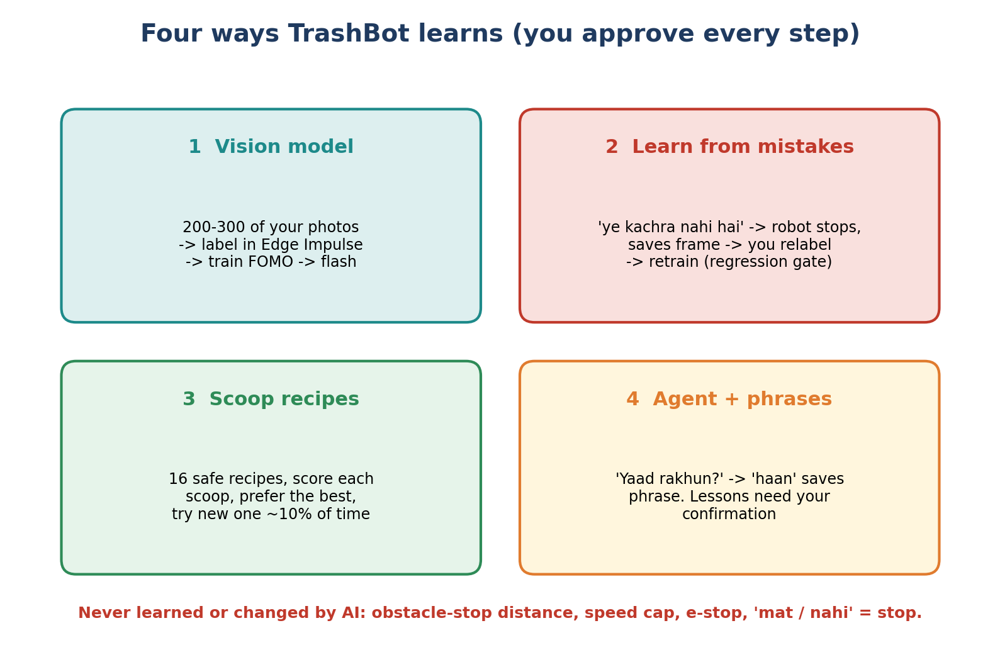 Four ways TrashBot learns (you approve every step)
1 Vision model
200-300 of your photos
-> label in Edge Impulse
-> train FOMO -> flash
2 Learn from mistakes
'ye kachra nahi hai' -> robot stops,
saves frame -> you relabel
-> retrain (regression gate)
3 Scoop recipes
16 safe recipes, score each
scoop, prefer the best,
try new one ~10% of time
4 Agent + phrases
'Yaad rakhun?' -> 'haan' saves
phrase. Lessons need your
confirmation
Never learned or changed by AI: obstacle-stop distance, speed cap, e-stop, 'mat / nahi' = stop.